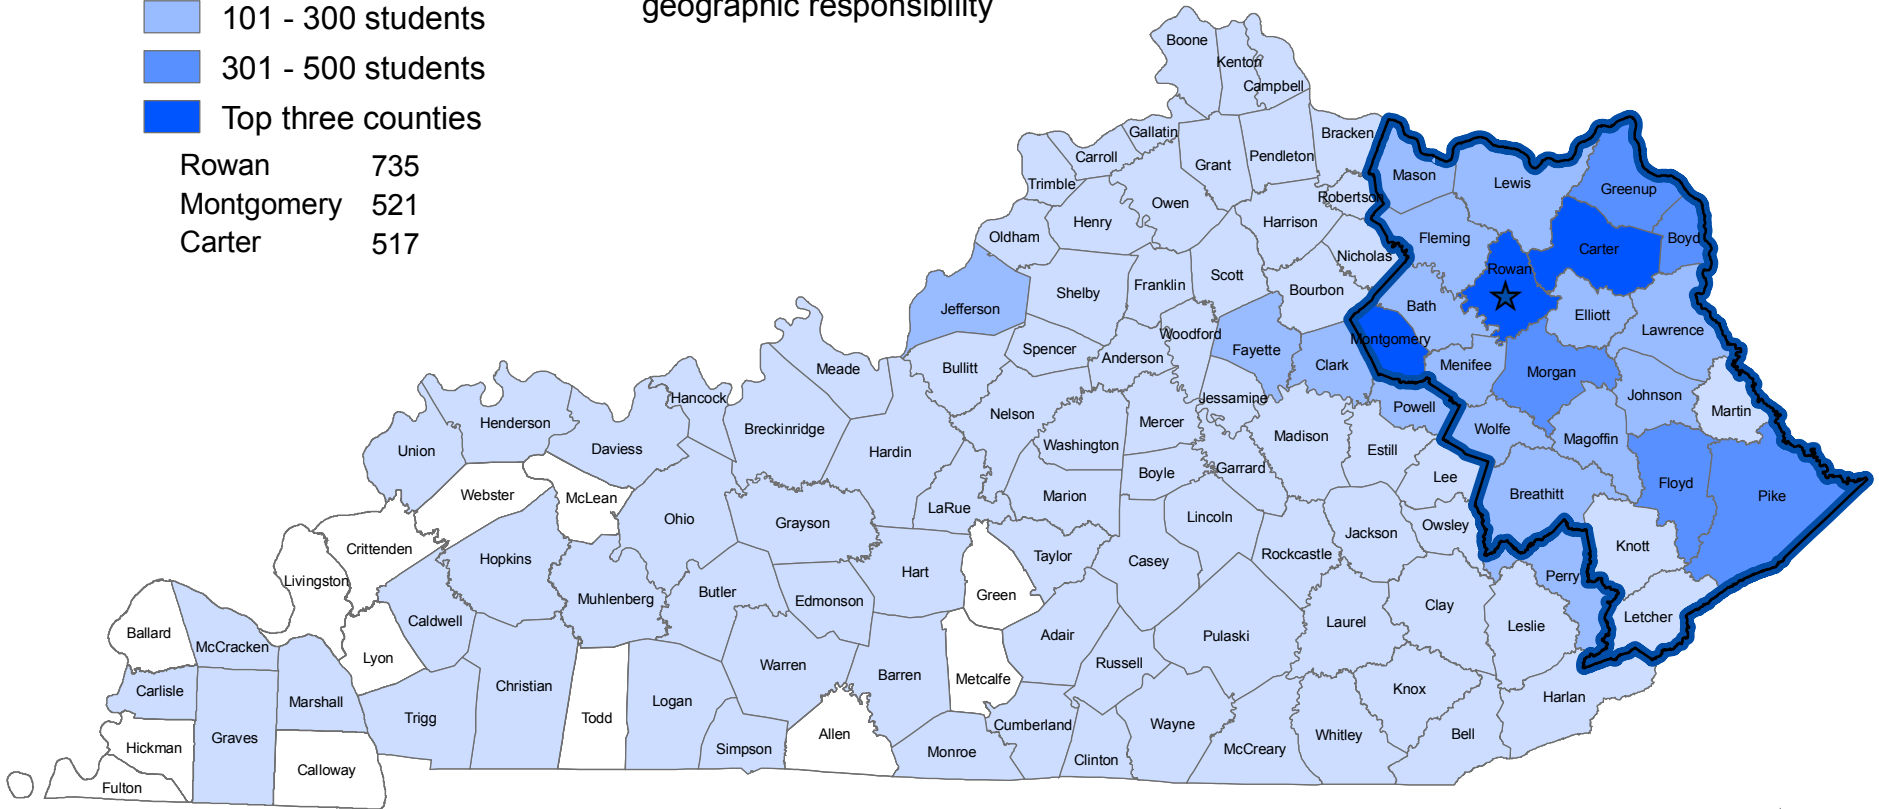 101 - 300 students
geographic responsibility
301 - 500 students
Top three counties
Rowan 735
Montgomery 521
Carter 517
Boone
Kenton
Campbell
Gallatin
Bracken
Carroll
Grant
Pendleton
Trimble
Mason
Lewis
Greenup
Robertson
Owen
Henry
Harrison
Oldham
Fleming
Carter
Boyd
Nicholas
Rowan
Scott
Franklin
Bourbon
Shelby
Jefferson
Bath
Elliott
Lawrence
Woodford
Montgomery
Spencer
Anderson
Fayette
Clark
Menifee
Morgan
Meade
Bullitt
Jessamine
Powell
Johnson
Martin
Hancock
Nelson
Henderson
Breckinridge
Mercer
Washington
Madison
Wolfe
Magoffin
Union
Daviess
Hardin
Estill
Boyle
Garrard
Lee
Webster
McLean
Marion
Breathitt
Floyd
Pike
LaRue
Ohio
Grayson
Lincoln
Owsley
Jackson
Crittenden
Knott
Hopkins
Taylor
Casey
Rockcastle
Livingston
Hart
Perry
Muhlenberg
Butler
Edmonson
Green
Clay
Ballard
McCracken
Caldwell
Adair
Pulaski
Laurel
Leslie
Letcher
Lyon
Warren
Russell
Barren
Metcalfe
Carlisle
Christian
Marshall
Logan
Knox
Harlan
Trigg
Todd
Cumberland
Wayne
Hickman
Graves
Allen
Whitley
Bell
Simpson
Monroe
McCreary
Calloway
Clinton
Fulton